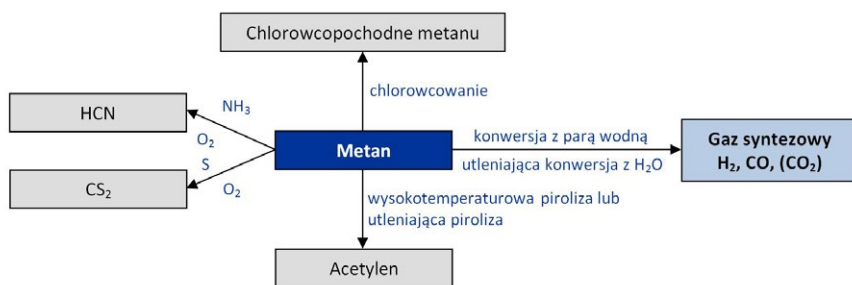 Chlorowcopochodne metanu
chlorowcowanie
HCN
NH₃
O₂
S
O₂
CS₂
Metan
konwersja z parą wodną
utleniająca konwersja z H₂O
Gaz syntezowy
H₂, CO, (CO₂)
wysokotemperaturowa piroliza lub
utleniająca piroliza
Acetylen